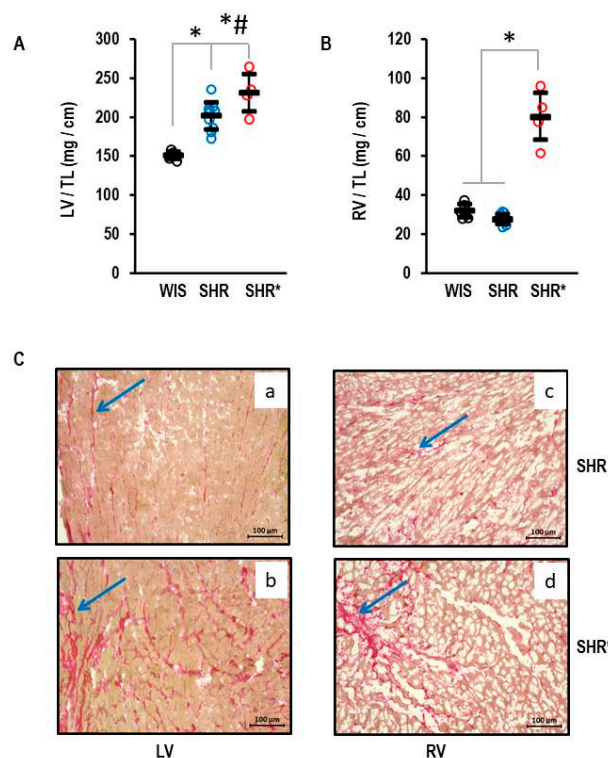 A
LV / TL (mg / cm)
300
250
200
150
100
50
0
* *#
WIS SHR SHR*
B
RV / TL (mg / cm)
120
100
80
60
40
20
0
*
WIS SHR SHR*
C
a
100 µm
c
100 µm
SHR
b
100 µm
d
100 µm
SHR*
LV RV